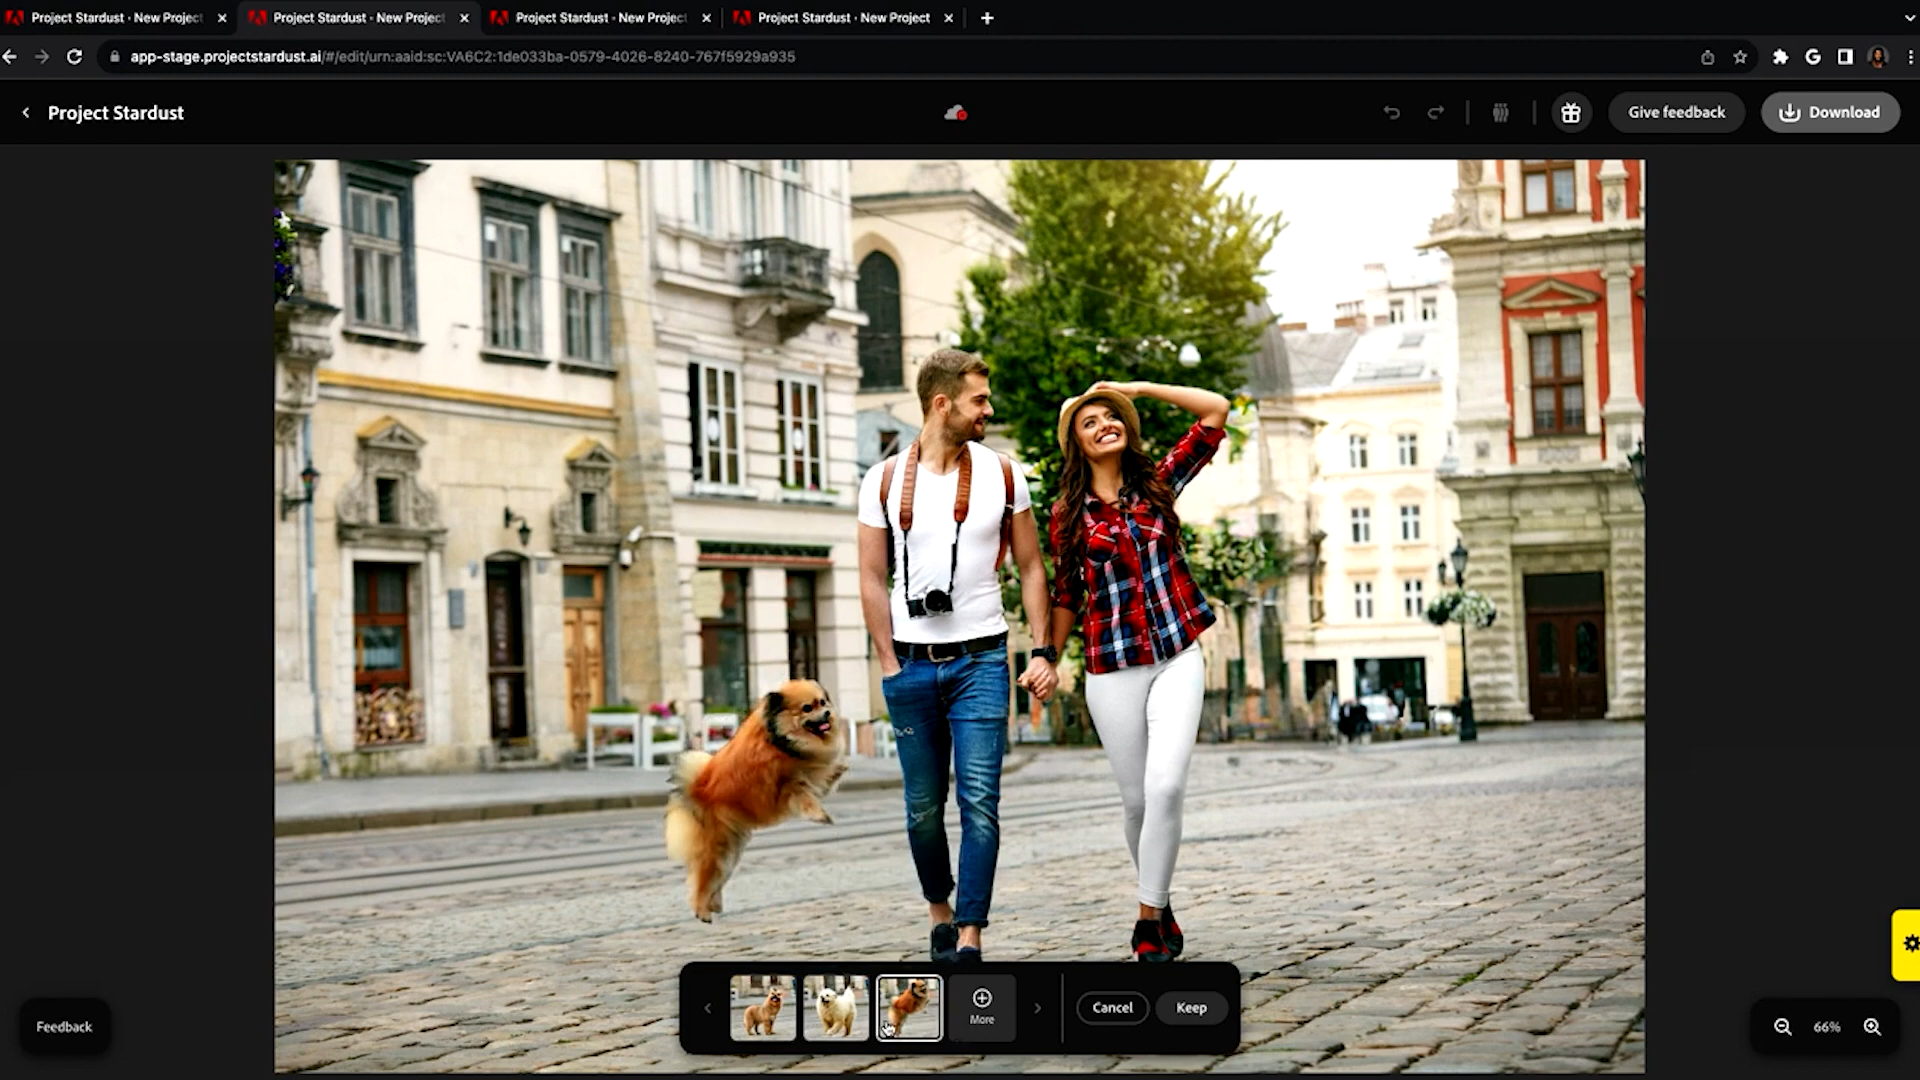 Project Stardust - New Project
Project Stardust - New Project
Project Stardust - New Project
Project Stardust - New Project
app-stage.projectstardust.ai/#/edit/urn:aaid:sc:VA6C2:1de033ba-0579-4026-8240-767f5929a935
Project Stardust
Give feedback
Download
More
Cancel
Keep
Feedback
66%